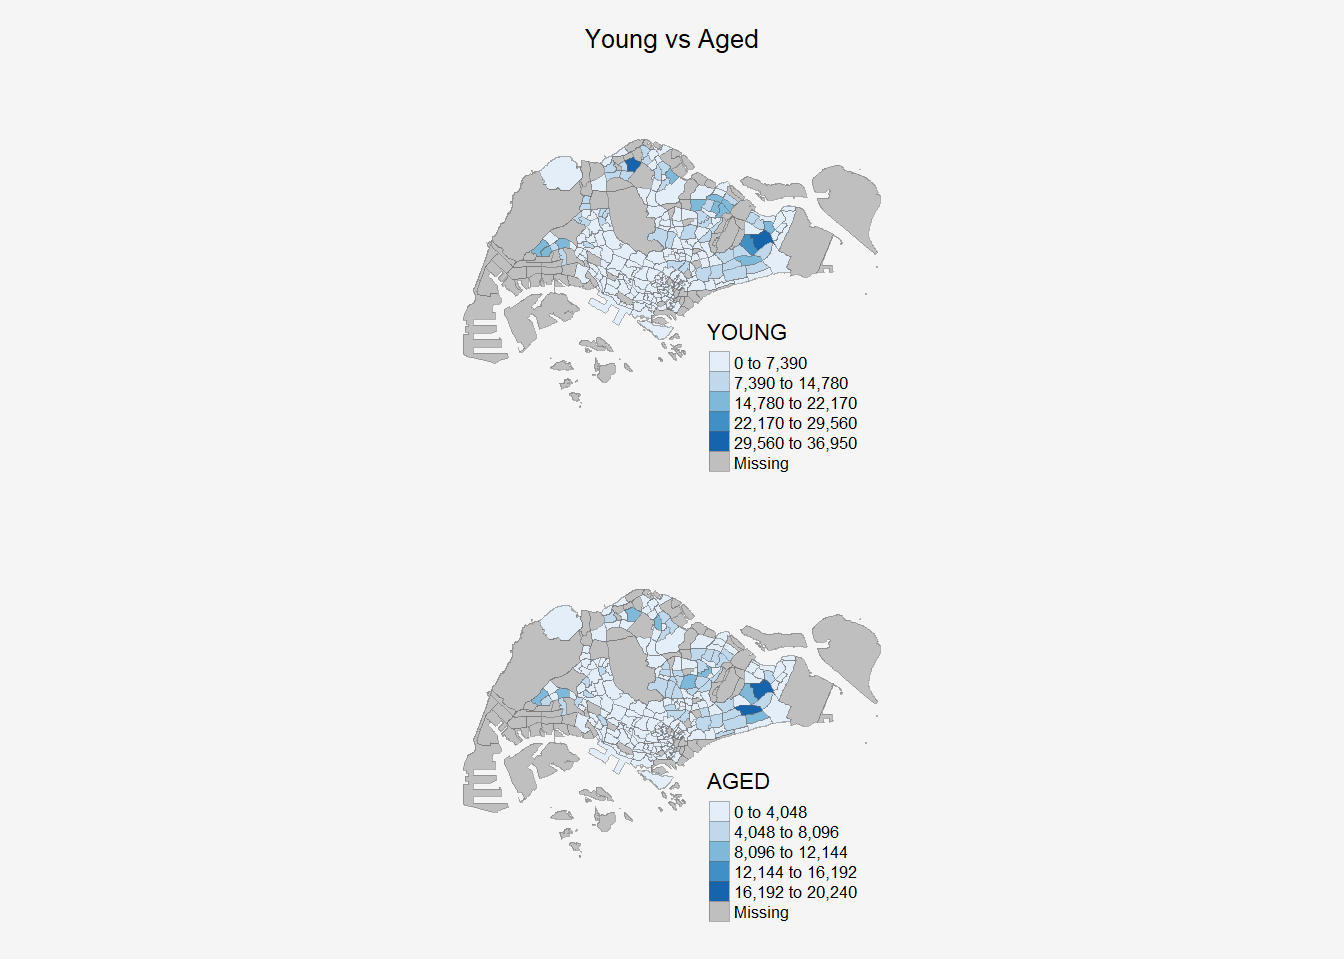 Young vs Aged
YOUNG
0 to 7,390
7,390 to 14,780
14,780 to 22,170
22,170 to 29,560
29,560 to 36,950
Missing
AGED
0 to 4,048
4,048 to 8,096
8,096 to 12,144
12,144 to 16,192
16,192 to 20,240
Missing